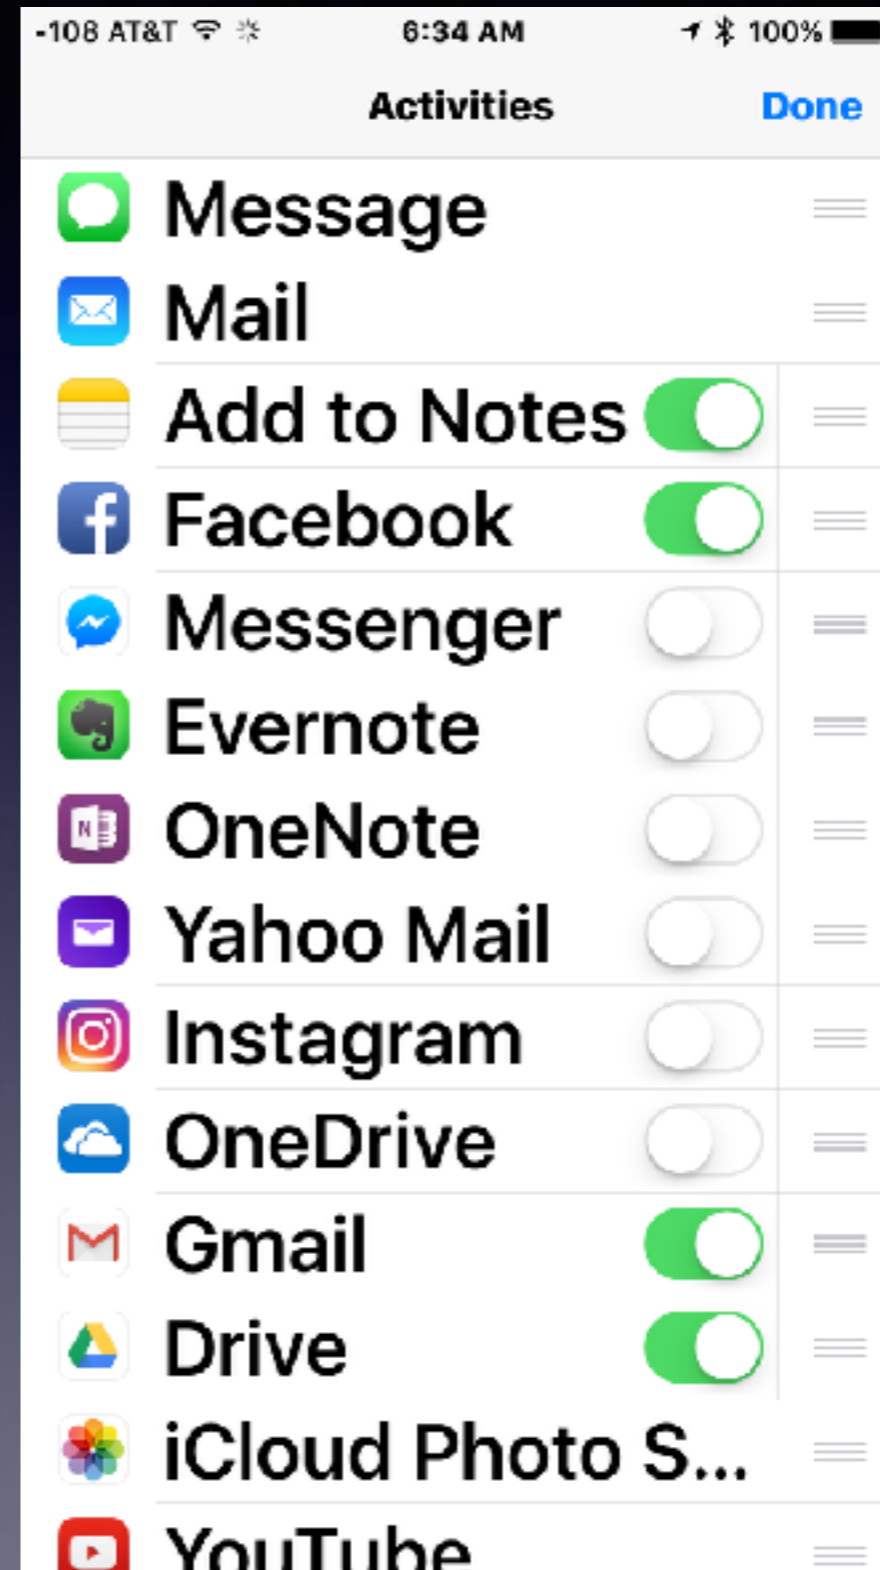 -108 AT&T 6:34 AM 100%
Activities Done
Message
Mail
Add to Notes
Facebook
Messenger
Evernote
OneNote
Yahoo Mail
Instagram
OneDrive
Gmail
Drive
iCloud Photo S...
YouTube